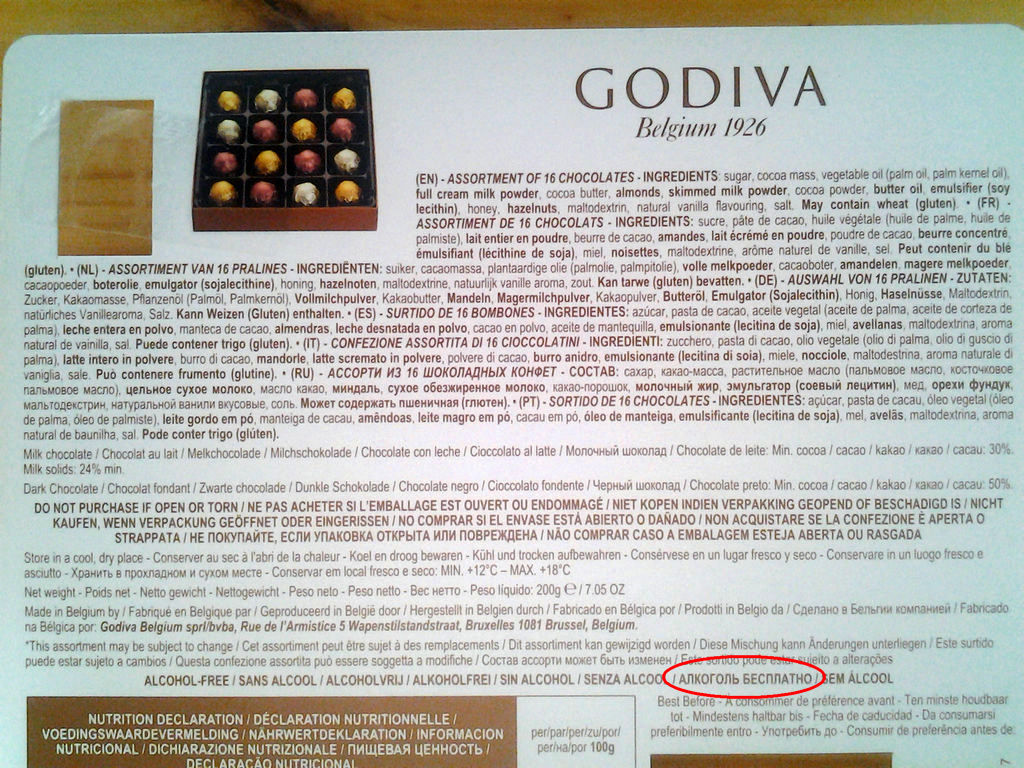 GODIVA
Belgium 1926
(EN) - ASSORTMENT OF 16 CHOCOLATES - INGREDIENTS: sugar, cocoa mass, vegetable oil (palm oil, palm kernel oil),
full cream milk powder, cocoa butter, almonds, skimmed milk powder, cocoa powder, butter oil, emulsifier (soy
lecithin), honey, hazelnuts, maltodextrin, natural vanilla flavouring, salt. May contain wheat (gluten). • (FR) -
ASSORTIMENT DE 16 CHOCOLATS - INGREDIENTS: sucre, pâte de cacao, huile végétale (huile de palme, huile de
palmiste), lait entier en poudre, beurre de cacao, amandes, lait écrémé en poudre, poudre de cacao, beurre concentré,
émulsifiant (lécithine de soja), miel, noisettes, maltodextrine, arôme naturel de vanille, sel. Peut contenir du blé
(gluten). • (NL) - ASSORTIMENT VAN 16 PRALINES - INGREDIËNTEN: suiker, cacaomassa, plantaardige olie (palmolie, palmpitolie), volle melkpoeder, cacaoboter, amandelen, magere melkpoeder,
cacaopoeder, boterolie, emulgator (sojalecithine), honing, hazelnoten, maltodextrine, natuurlijk vanille aroma, zout. Kan tarwe (gluten) bevatten. • (DE) - AUSWAHL VON 16 PRALINEN - ZUTATEN:
Zucker, Kakaomasse, Pflanzenöl (Palmöl, Palmkernöl), Vollmilchpulver, Kakaobutter, Mandeln, Magermilchpulver, Kakaopulver, Butteröl, Emulgator (Sojalecithin), Honig, Haselnüsse, Maltodextrin,
natürliches Vanillearoma, Salz. Kann Weizen (Gluten) enthalten. • (ES) - SURTIDO DE 16 BOMBONES - INGREDIENTES: azúcar, pasta de cacao, aceite vegetal (aceite de palma, aceite de corteza de
palma), leche entera en polvo, manteca de cacao, almendras, leche desnatada en polvo, cacao en polvo, aceite de mantequilla, emulsionante (lecitina de soja), miel, avellanas, maltodextrina, aroma
natural de vainilla, sal. Puede contener trigo (gluten). • (IT) - CONFEZIONE ASSORTITA DI 16 CIOCCOLATINI - INGREDIENTI: zucchero, pasta di cacao, olio vegetale (olio di palma, olio di guscio di
palma), latte intero in polvere, burro di cacao, mandorle, latte scremato in polvere, polvere di cacao, burro anidro, emulsionante (lecitina di soia), miele, nocciole, maltodestrina, aroma naturale di
vaniglia, sale. Può contenere frumento (glutine). • (RU) - АССОРТИ ИЗ 16 ШОКОЛАДНЫХ КОНФЕТ - СОСТАВ: сахар, какао-масса, растительное масло (пальмовое масло, косточковое
пальмовое масло), цельное сухое молоко, масло какао, миндаль, сухое обезжиренное молоко, какао-порошок, молочный жир, эмульгатор (соевый лецитин), мед, орехи фундук,
мальтодекстрин, натуральной ванили вкусовые, соль. Может содержать пшеничная (глютен). • (PT) - SORTIDO DE 16 CHOCOLATES - INGREDIENTES: açúcar, pasta de cacau, óleo vegetal (óleo
de palma, óleo de palmiste), leite gordo em pó, manteiga de cacau, amêndoas, leite magro em pó, cacau em pó, óleo de manteiga, emulsificante (lecitina de soja), mel, avelãs, maltodextrina, aroma
natural de baunilha, sal. Pode conter trigo (glúten).
Milk chocolate / Chocolat au lait / Melkchocolade / Milchschokolade / Chocolate con leche / Cioccolato al latte / Молочный шоколад / Chocolate de leite: Min. cocoa / cacao / kakao / какао / cacau: 30%.
Milk solids: 24% min.
Dark Chocolate / Chocolat fondant / Zwarte chocolade / Dunkle Schokolade / Chocolate negro / Cioccolato fondente / Черный шоколад / Chocolate preto: Min. cocoa / cacao / kakao / какао / cacau: 50%.
DO NOT PURCHASE IF OPEN OR TORN / NE PAS ACHETER SI L'EMBALLAGE EST OUVERT OU ENDOMMAGÉ / NIET KOPEN INDIEN VERPAKKING GEOPEND OF BESCHADIGD IS / NICHT
KAUFEN, WENN VERPACKUNG GEÖFFNET ODER EINGERISSEN / NO COMPRAR SI EL ENVASE ESTÁ ABIERTO O DAÑADO / NON ACQUISTARE SE LA CONFEZIONE È APERTA O
STRAPPATA / НЕ ПОКУПАЙТЕ, ЕСЛИ УПАКОВКА ОТКРЫТА ИЛИ ПОВРЕЖДЕНА / NÃO COMPRAR CASO A EMBALAGEM ESTEJA ABERTA OU RASGADA
Store in a cool, dry place - Conserver au sec à l'abri de la chaleur - Koel en droog bewaren - Kühl und trocken aufbewahren - Consérvese en un lugar fresco y seco - Conservare in un luogo fresco e
asciutto - Хранить в прохладном и сухом месте - Conservar em local fresco e seco: MIN. +12°C – MAX. +18°C
Net weight - Poids net - Netto gewicht - Nettogewicht - Peso neto - Peso netto - Вес нетто - Peso líquido: 200g ℮ / 7.05 OZ
Made in Belgium by / Fabriqué en Belgique par / Geproduceerd in België door / Hergestellt in Belgien durch / Fabricado en Bélgica por / Prodotti in Belgio da / Сделано в Бельгии компанией / Fabricado
na Bélgica por: Godiva Belgium sprl/bvba, Rue de l'Armistice 5 Wapenstilstandstraat, Bruxelles 1081 Brussel, Belgium.
*This assortment may be subject to change / Cet assortiment peut être sujet à des remplacements / Dit assortiment kan gewijzigd worden / Diese Mischung kann Änderungen unterliegen / Este surtido
puede estar sujeto a cambios / Questa confezione assortita può essere soggetta a modifiche / Состав ассорти может быть изменен / Este sortido pode estar sujeito a alterações
ALCOHOL-FREE / SANS ALCOOL / ALCOHOLVRIJ / ALKOHOLFREI / SIN ALCOHOL / SENZA ALCOOL / АЛКОГОЛЬ БЕСПЛАТНО / SEM ÁLCOOL
NUTRITION DECLARATION / DÉCLARATION NUTRITIONNELLE /
VOEDINGSWAARDEVERMELDING / NÄHRWERTDEKLARATION / INFORMACION
NUTRICIONAL / DICHIARAZIONE NUTRIZIONALE / ПИЩЕВАЯ ЦЕННОСТЬ /
DECLARAÇÃO NUTRICIONAL
per/par/per/zu/por/
per/на/por 100g
Best Before - À consommer de préférence avant - Ten minste houdbaar
tot - Mindestens haltbar bis - Fecha de caducidad - Da consumarsi
preferibilmente entro - Употребить до - Consumir de preferência antes de:
7